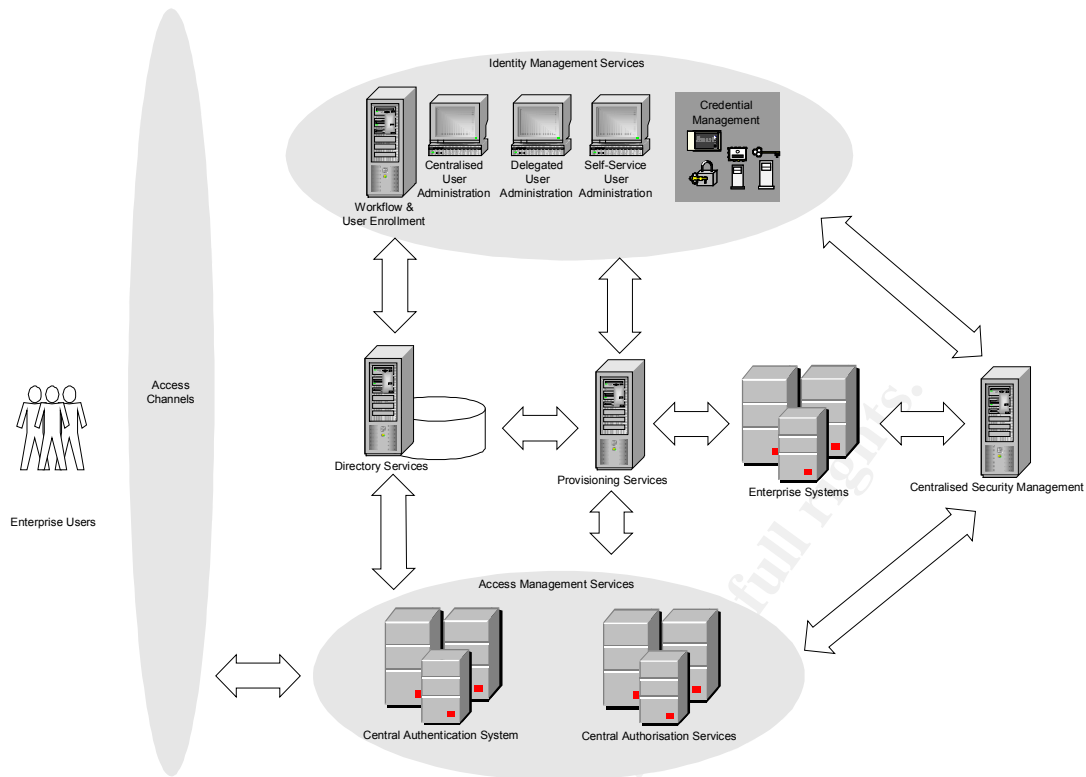 Identity Management Services
Credential
Management
Centralised
User
Administration
Delegated
User
Administration
Self-Service
User
Administration
Workflow &
User Enrollment
Access
Channels
Enterprise Users
Directory Services
Provisioning Services
Enterprise Systems
Centralised Security Management
Access Management Services
Central Authentication System
Central Authorisation Services
full rights.